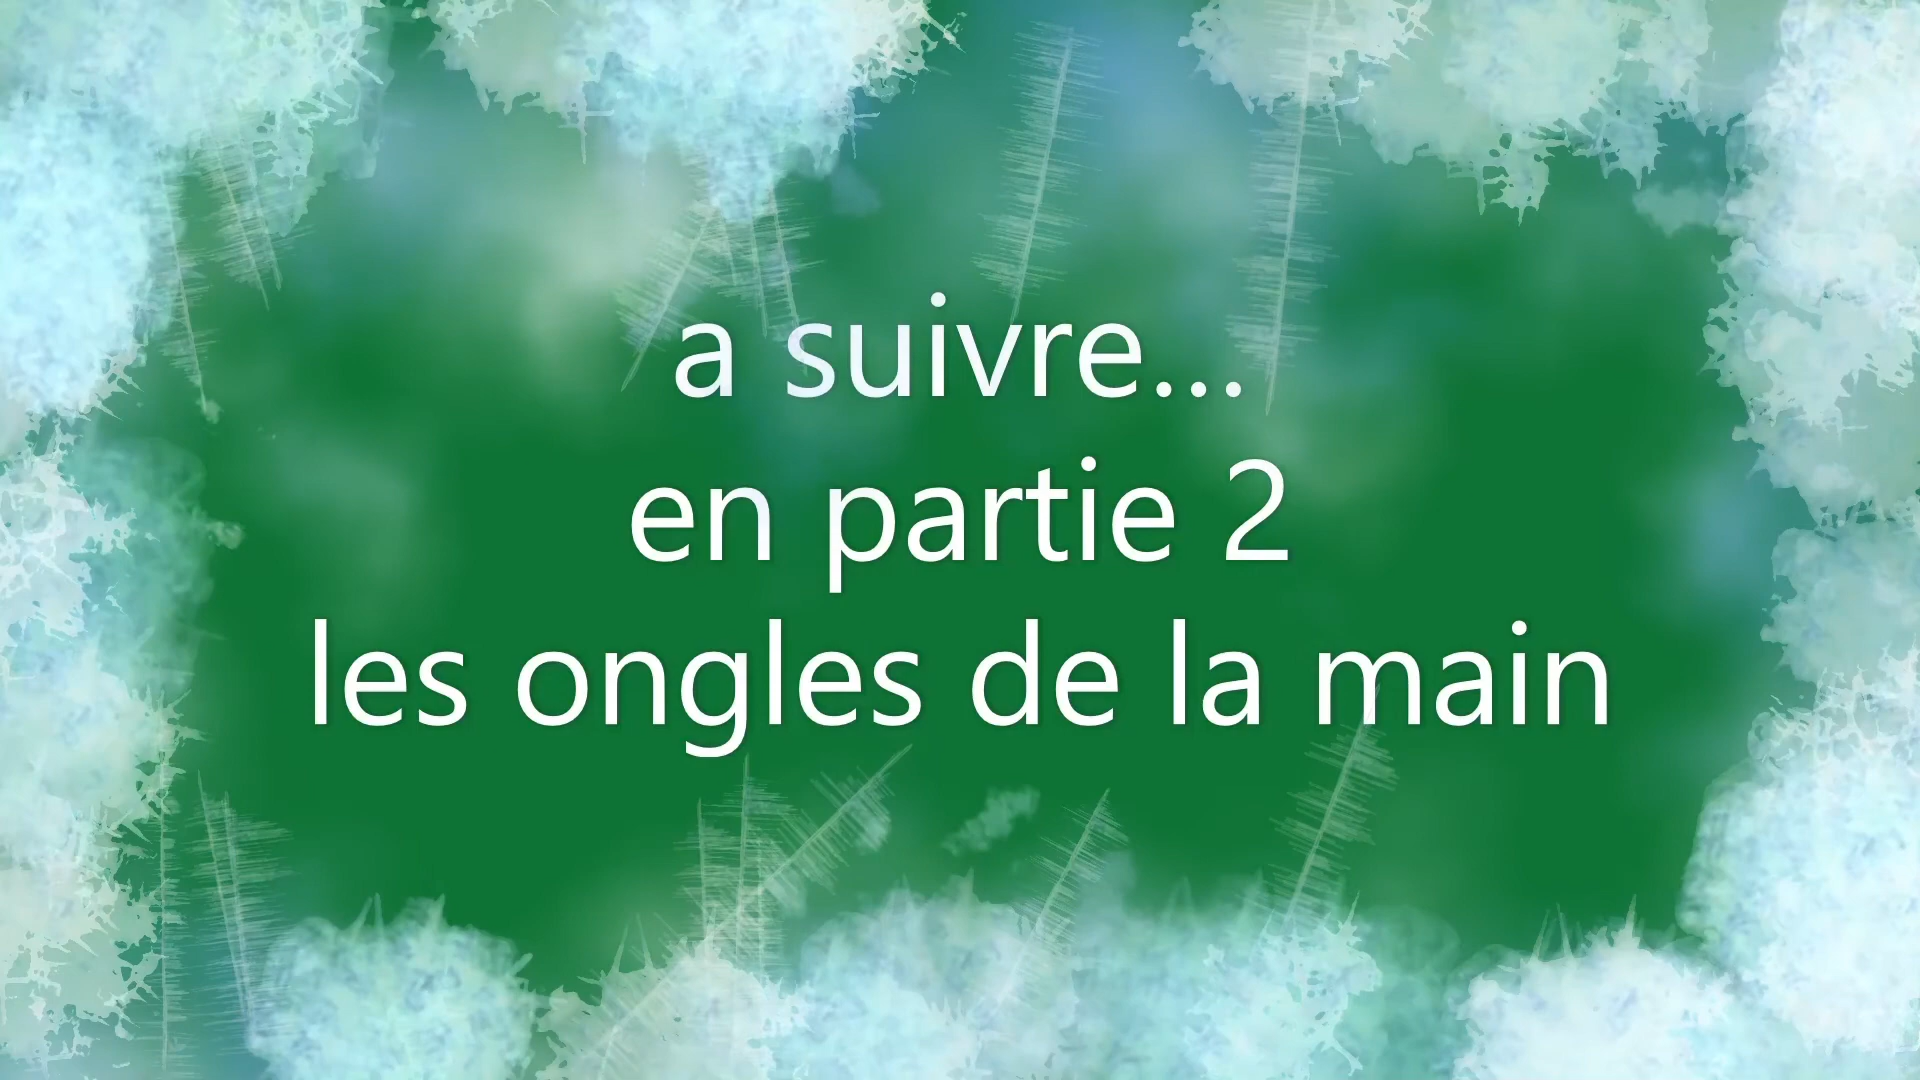 a suivre...
en partie 2
les ongles de la main